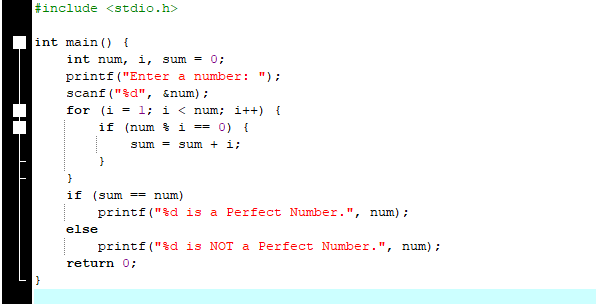 #include <stdio.h>
int main() {
int num, i, sum = 0;
printf("Enter a number: ");
scanf("%d", &num);
for (i = 1; i < num; i++) {
if (num % i == 0) {
sum = sum + i;
}
}
if (sum == num)
printf("%d is a Perfect Number.", num);
else
printf("%d is NOT a Perfect Number.", num);
return 0;
}